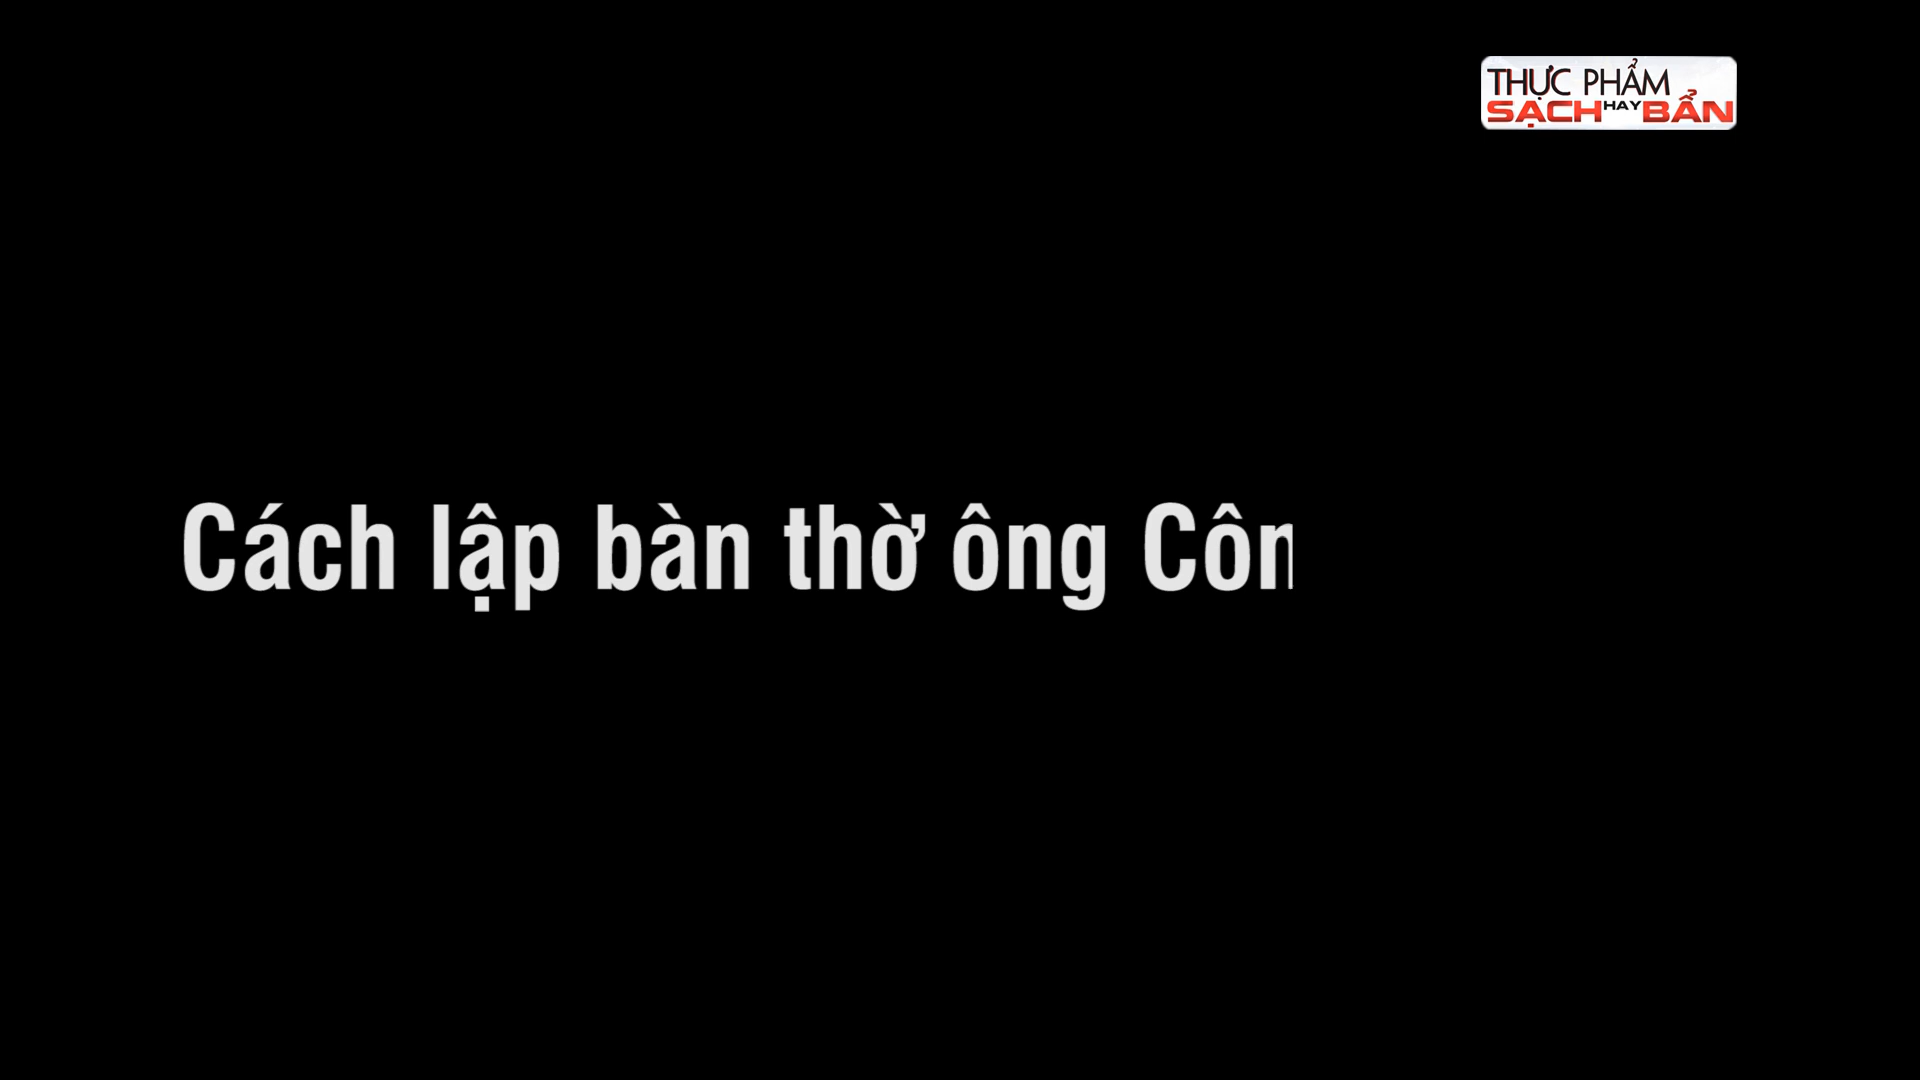 THỰC PHẨM
SẠCH HAY BẨN
Cách lập bàn thờ ông Côn